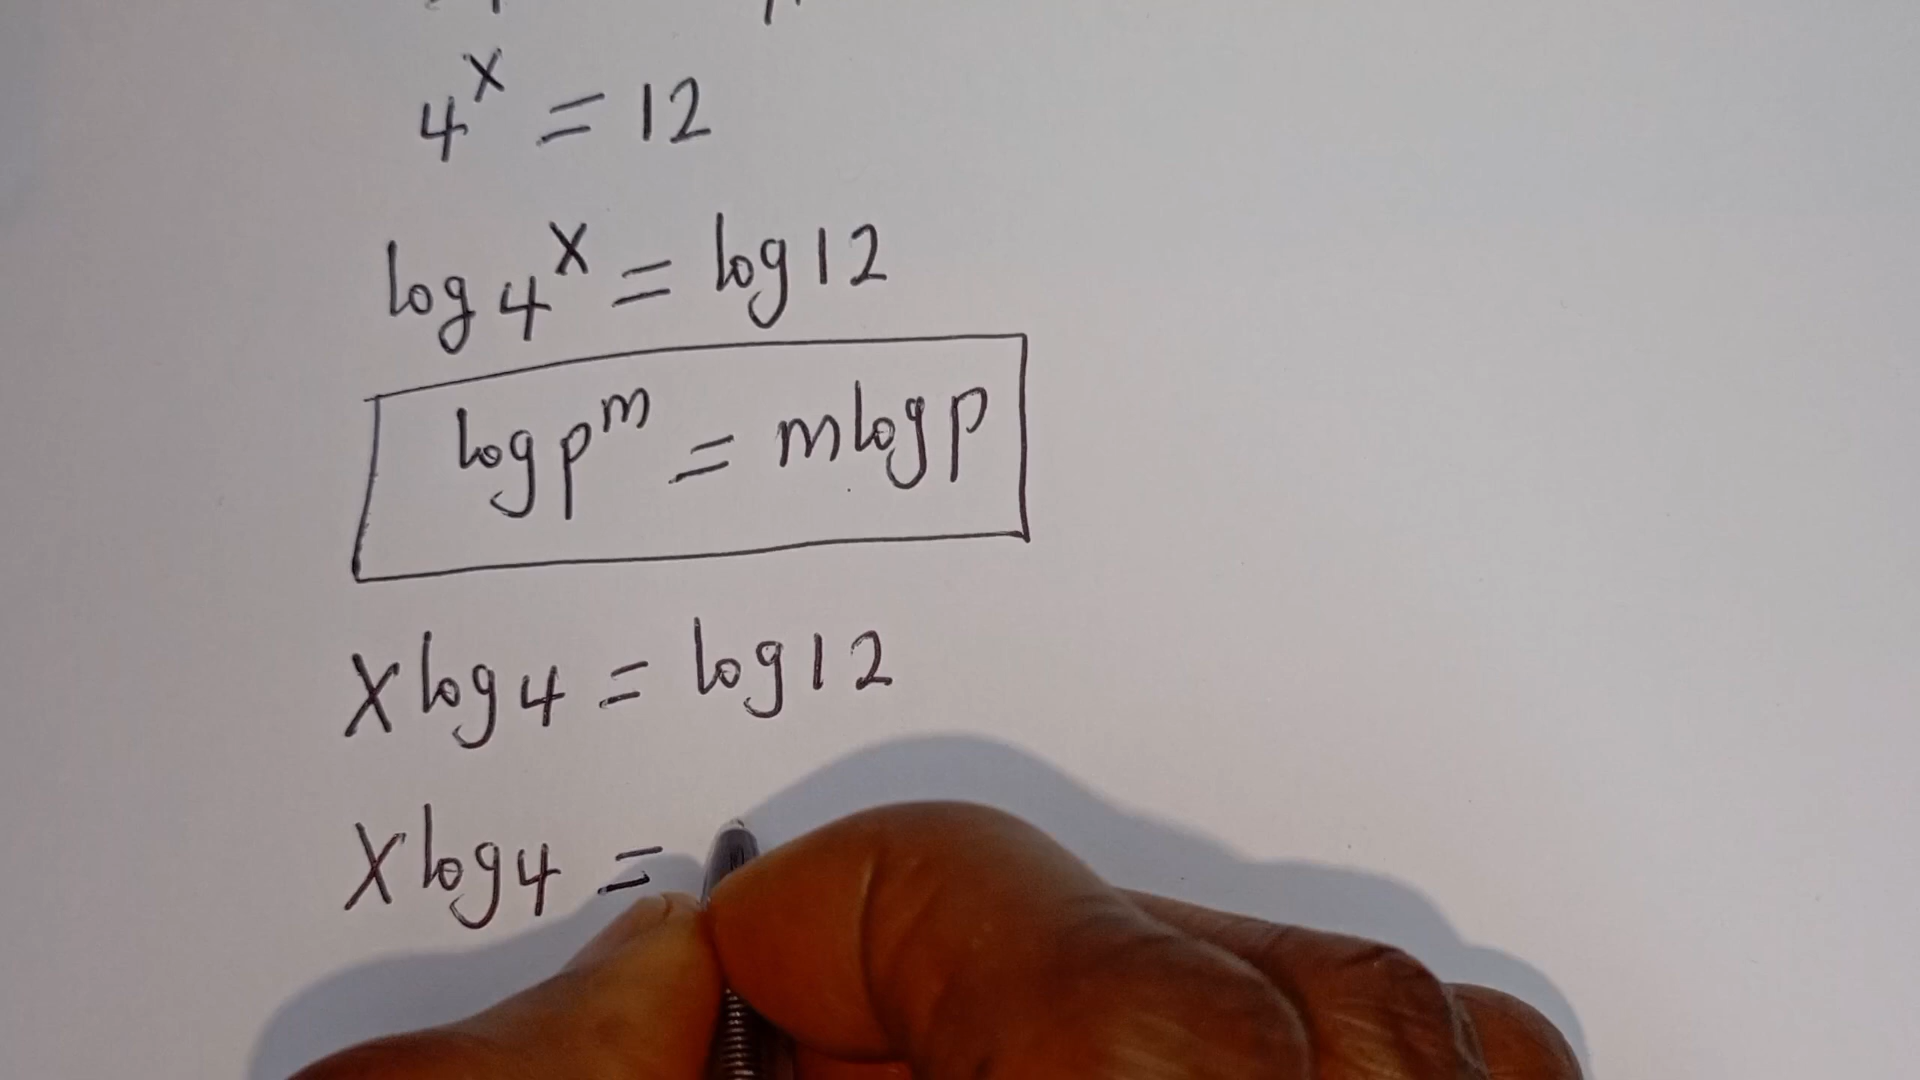 4^x = 12
log 4^x = log 12
log p^m = m log p
x log 4 = log 12
x log 4 =